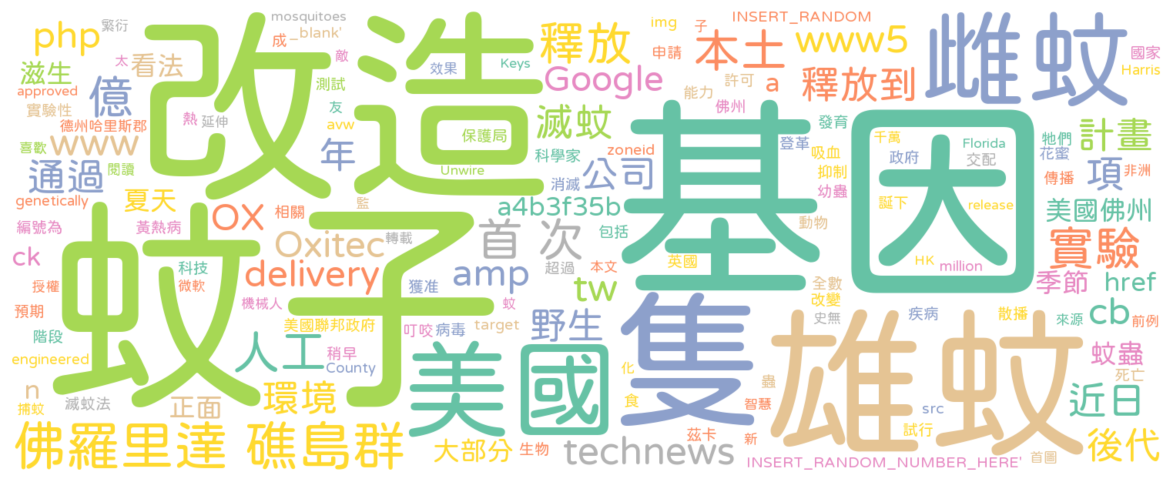 繁衍
mosquitoes
_blank'
成
img
子
INSERT_RANDOM
php
太
看法
敵
改造
效果
Keys
釋放
申請
本土
www5
雌蚊
國家
Harris
滋生
approved
億
測試
Google
許可
a
釋放到
實驗性
友
能力
德州哈里斯郡
熱
延伸
avw
保護局
滅蚊
佛州
發育
千萬
牠們
計畫
喜歡
www
閱讀
年
科學家
zoneid
登革
吸血
政府
Florida
交配
花蜜
通過
Unwire
消滅
公司
基因
抑制
幼蟲
傳播
非洲
項
genetically
夏天
監
誕下
release
編號為
黃熱病
OX
相關
a4b3f35b
包括
動物
美國佛州
蚊子
Oxitec
轉載
首次
ck
科技
微軟
delivery
獲准
amp
超過
本文
英國
HK
million
實驗
授權
機械人
蚊
tw
全數
改變
史無
季節
href
預期
美國聯邦政府
叮咬
病毒
target
野生
隻
疾病
散播
來源
前例
cb
階段
人工
稍早
County
美國
雄蚊
蚊蟲
engineered
化
蟲
死亡
n
捕蚊
滅蚊法
正面
環境
食
智慧
src
近日
佛羅里達
礁島群
大部分
生物
technews
茲卡
新
試行
後代
INSERT_RANDOM_NUMBER_HERE'
首圖